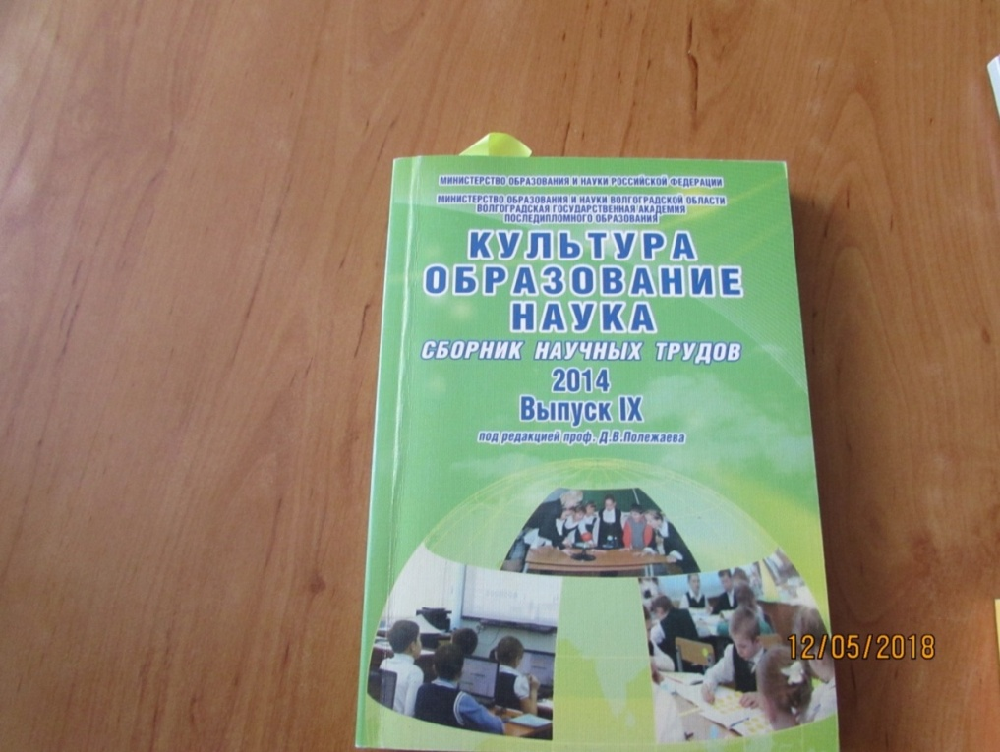 МИНИСТЕРСТВО ОБРАЗОВАНИЯ И НАУКИ РОССИЙСКОЙ ФЕДЕРАЦИИ
МИНИСТЕРСТВО ОБРАЗОВАНИЯ И НАУКИ ВОЛГОГРАДСКОЙ ОБЛАСТИ
ВОЛГОГРАДСКАЯ ГОСУДАРСТВЕННАЯ АКАДЕМИЯ
ПОСЛЕДИПЛОМНОГО ОБРАЗОВАНИЯ
КУЛЬТУРА
ОБРАЗОВАНИЕ
НАУКА
СБОРНИК НАУЧНЫХ ТРУДОВ
2014
Выпуск IX
под редакцией проф. Д.В.Полежаева
12/05/2018